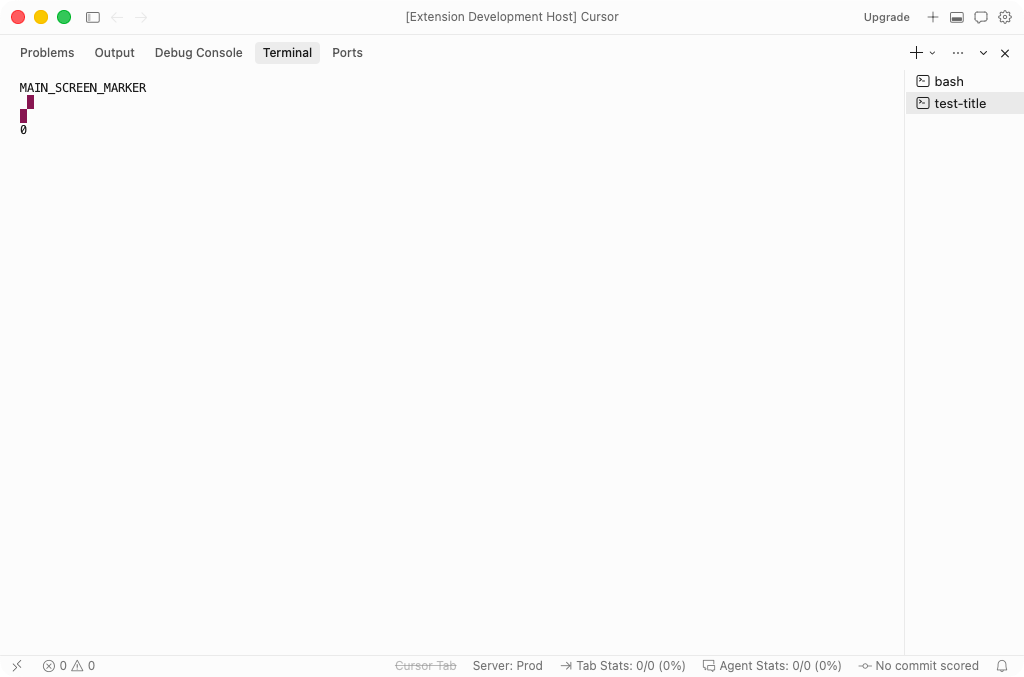 [Extension Development Host] Cursor
Upgrade
Problems Output Debug Console Terminal Ports
MAIN_SCREEN_MARKER
0
bash
test-title
0 0 Cursor Tab Server: Prod Tab Stats: 0/0 (0%) Agent Stats: 0/0 (0%) No commit scored